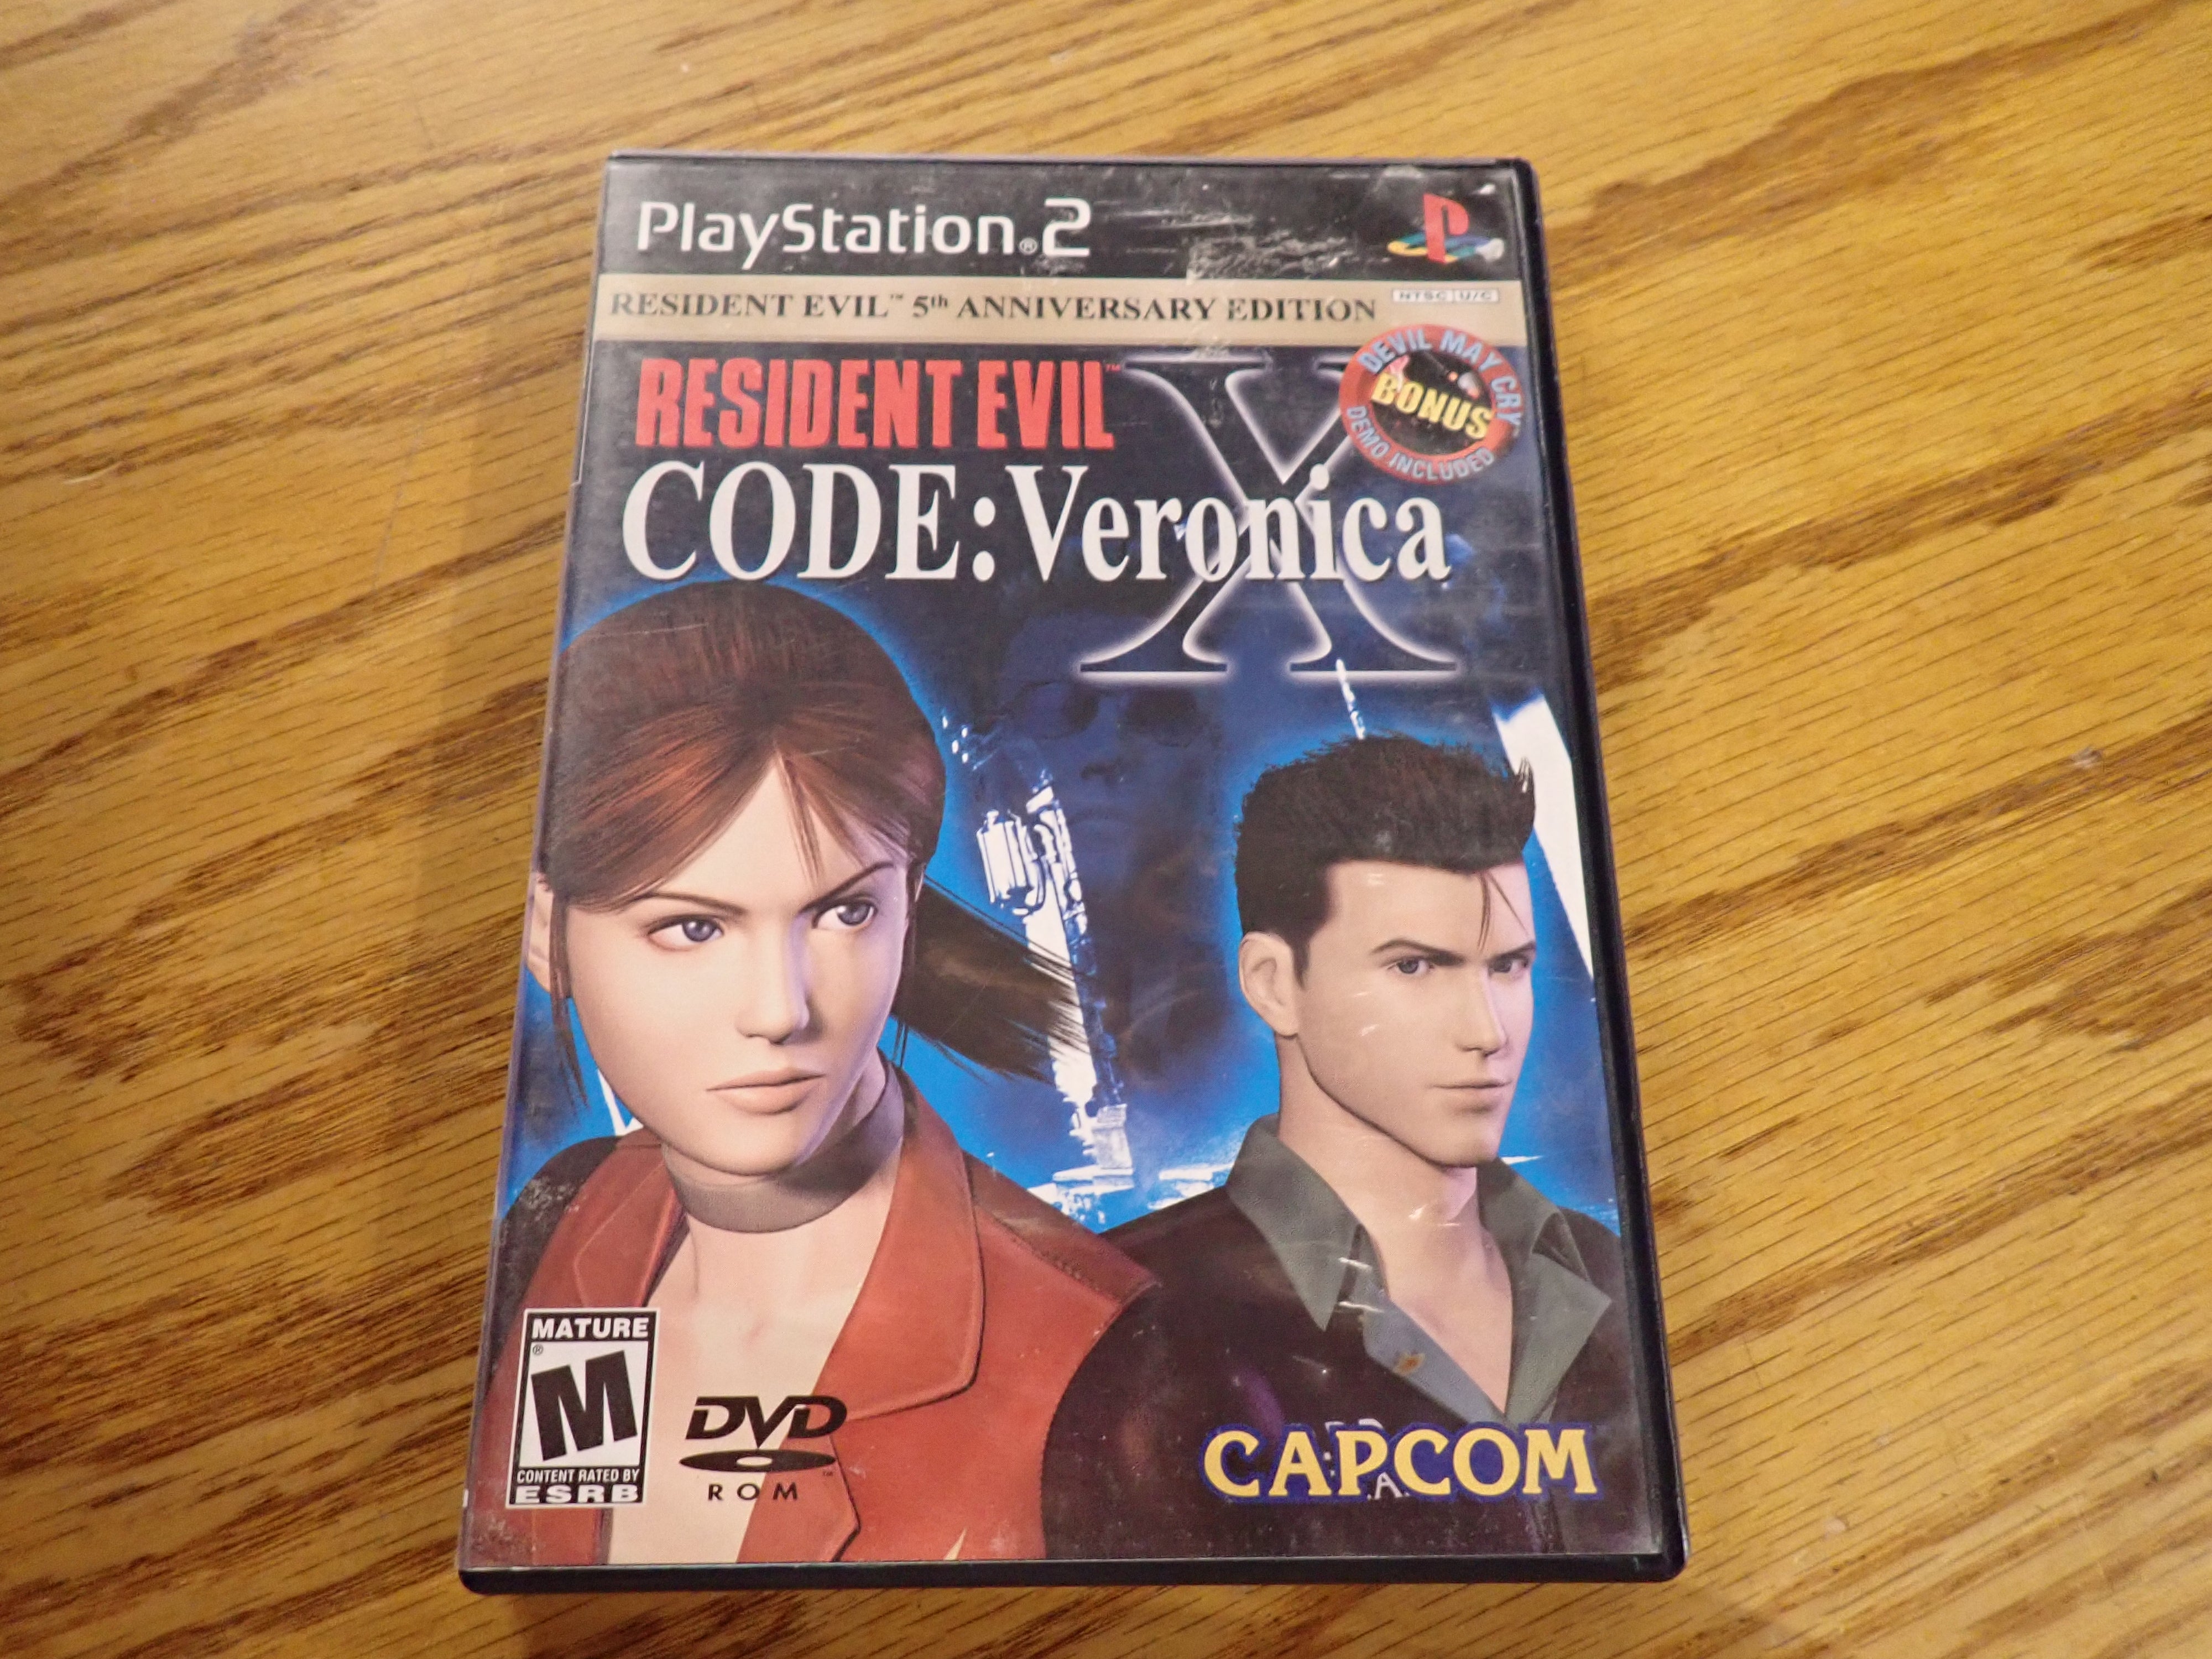 PlayStation®2
RESIDENT EVIL™ 5th ANNIVERSARY EDITION
NTSC U/C
DEVIL MAY CRY
BONUS
DEMO INCLUDED
RESIDENT EVIL™
X
CODE:Veronica
MATURE
®
M
CONTENT RATED BY
ESRB
DVD
™
ROM
CAPCOM